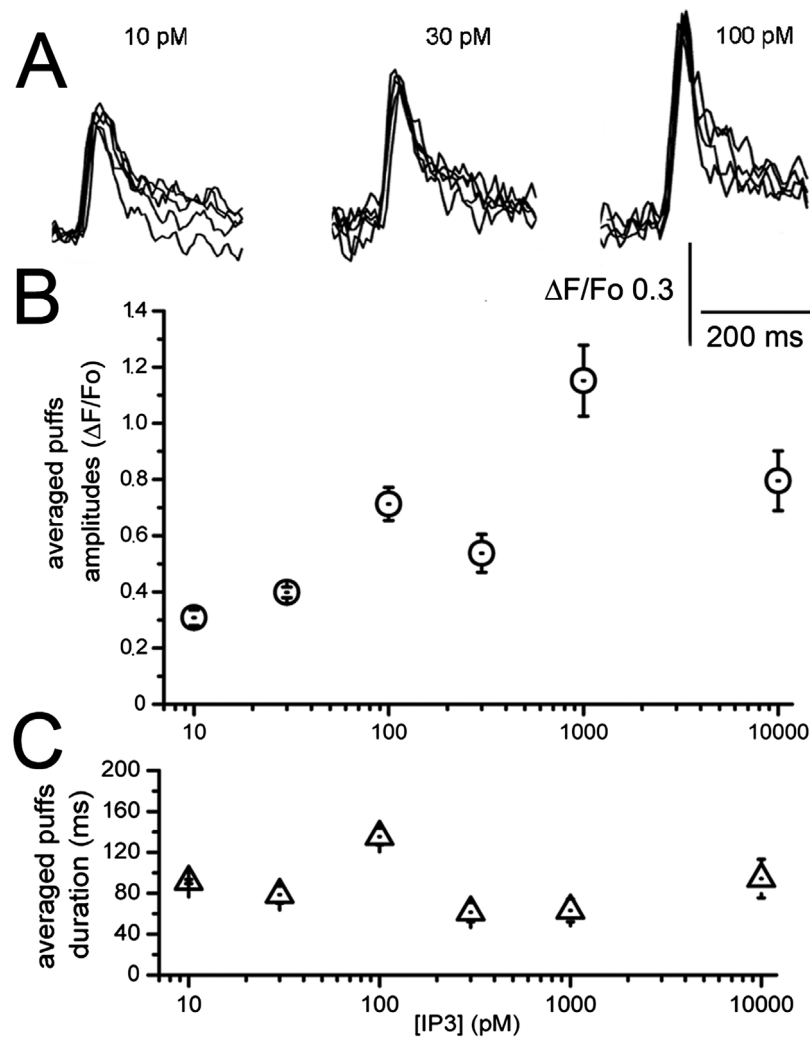 A
10 pM
30 pM
100 pM
ΔF/Fo 0.3
200 ms
B
averaged puffs
amplitudes (ΔF/Fo)
1.4
1.2
1.0
0.8
0.6
0.4
0.2
0
10
100
1000
10000
C
averaged puffs
duration (ms)
200
160
120
80
40
0
10
100
1000
10000
[IP3] (pM)